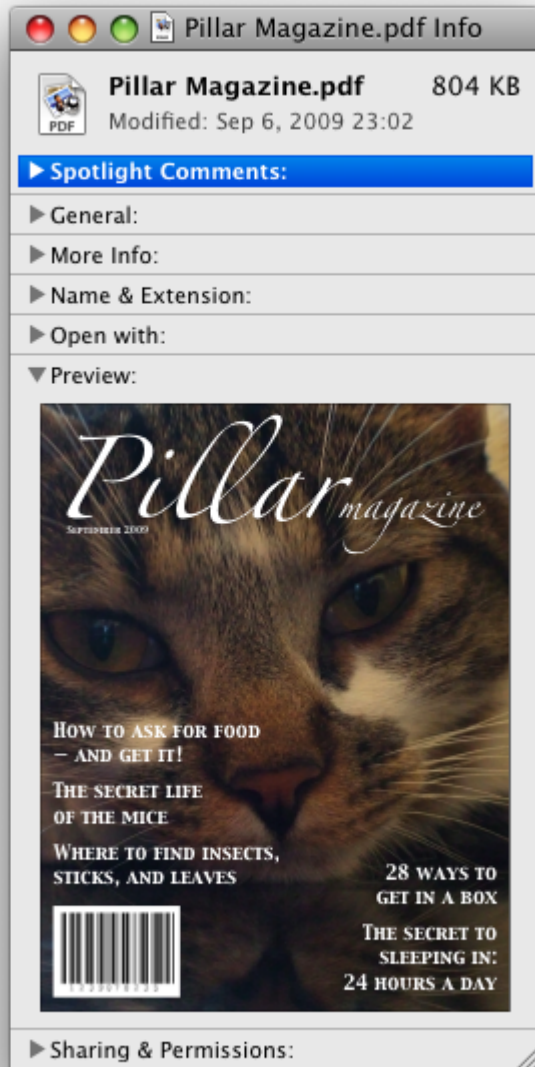 Pillar Magazine.pdf Info
Pillar Magazine.pdf 804 KB
Modified: Sep 6, 2009 23:02
PDF
Spotlight Comments:
General:
More Info:
Name & Extension:
Open with:
Preview:
Pillar magazine
September 2009
How to ask for food
– and get it!
The secret life
of the mice
Where to find insects,
sticks, and leaves
28 ways to
get in a box
The secret to
sleeping in:
24 hours a day
Sharing & Permissions: